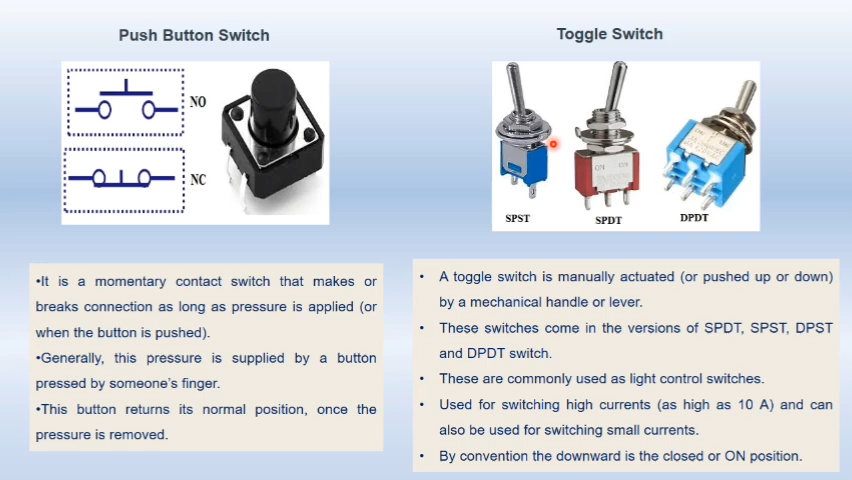 Push Button Switch
NO
NC
•It is a momentary contact switch that makes or
breaks connection as long as pressure is applied (or
when the button is pushed).
•Generally, this pressure is supplied by a button
pressed by someone's finger.
•This button returns its normal position, once the
pressure is removed.
Toggle Switch
SPST
SPDT
DPDT
• A toggle switch is manually actuated (or pushed up or down)
by a mechanical handle or lever.
• These switches come in the versions of SPDT, SPST, DPST
and DPDT switch.
• These are commonly used as light control switches.
• Used for switching high currents (as high as 10 A) and can
also be used for switching small currents.
• By convention the downward is the closed or ON position.